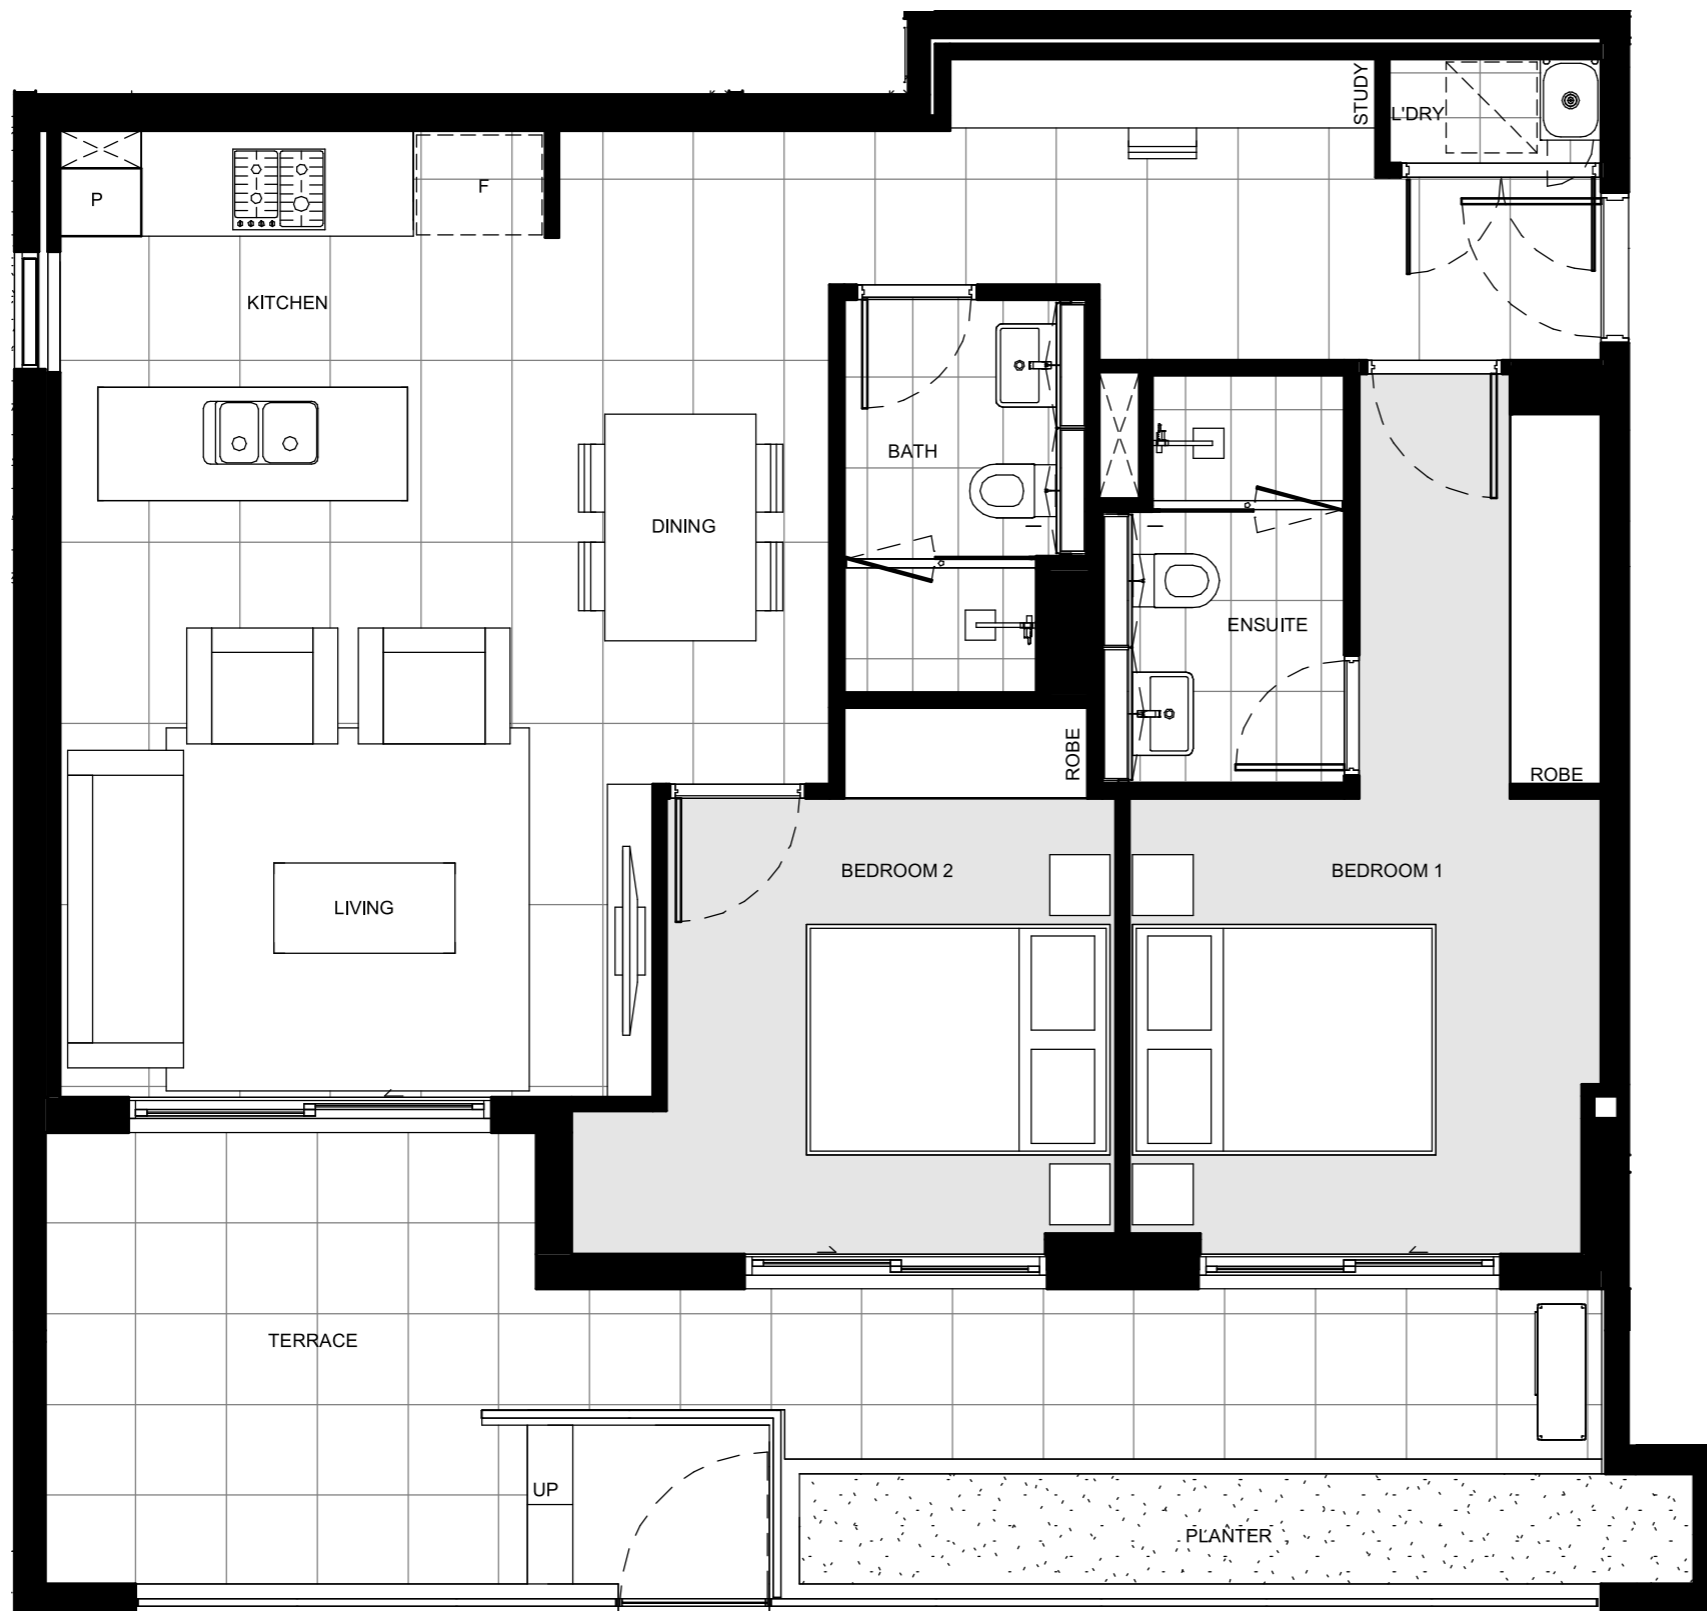 STUDY
L'DRY
P
F
KITCHEN
BATH
DINING
ENSUITE
ROBE
ROBE
BEDROOM 2
BEDROOM 1
LIVING
TERRACE
UP
PLANTER